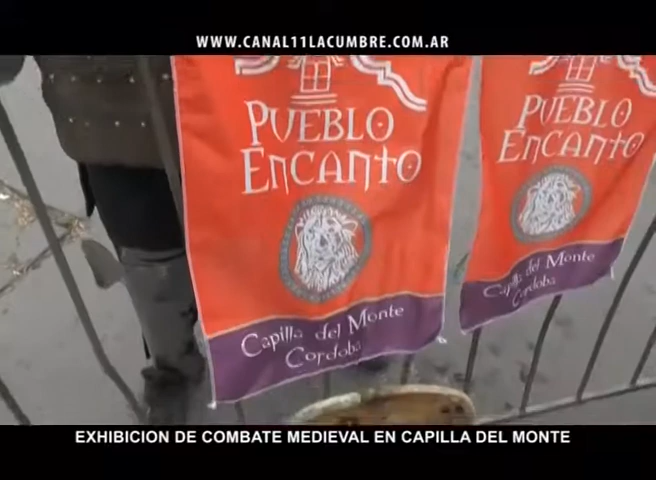 WWW.CANAL11LACUMBRE.COM.AR
PUEBLO
ENCANTO
CAPILLA DEL MONTE
CORDOBA
PUEBLO
ENCANTO
CAPILLA DEL MONTE
CORDOBA
EXHIBICION DE COMBATE MEDIEVAL EN CAPILLA DEL MONTE